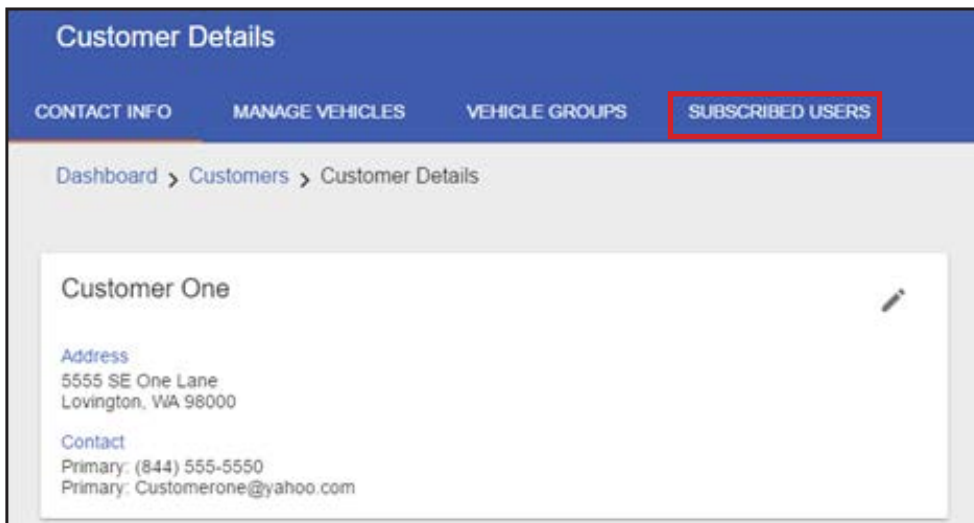 Customer Details
CONTACT INFO MANAGE VEHICLES VEHICLE GROUPS SUBSCRIBED USERS
Dashboard > Customers > Customer Details
Customer One
Address
5555 SE One Lane
Lovington, WA 98000
Contact
Primary: (844) 555-5550
Primary: Customerone@yahoo.com